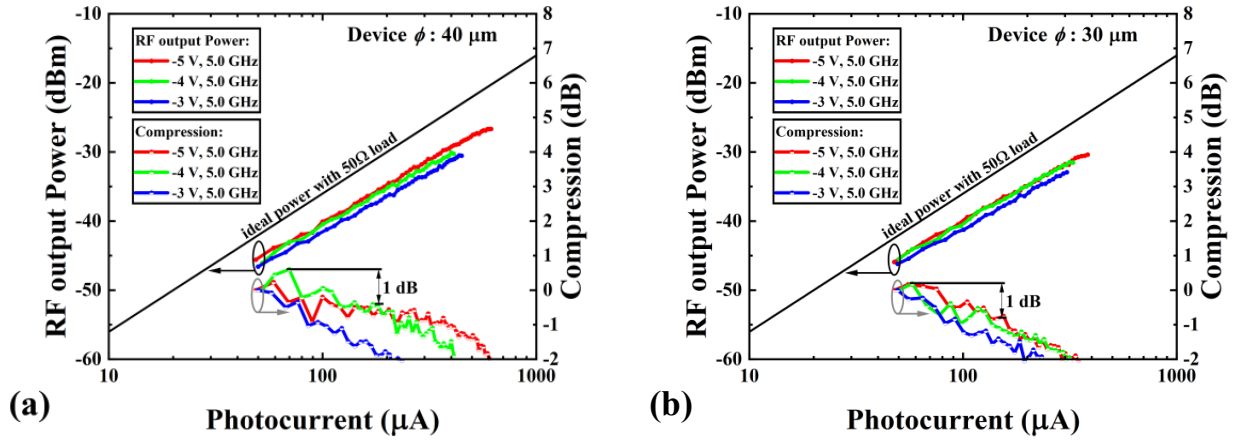 -10
-20
-30
-40
-50
-60
RF output Power (dBm)
Device ϕ : 40 μm
RF output Power:
-5 V, 5.0 GHz
-4 V, 5.0 GHz
-3 V, 5.0 GHz
Compression:
-5 V, 5.0 GHz
-4 V, 5.0 GHz
-3 V, 5.0 GHz
ideal power with 50Ω load
1 dB
8
7
6
5
4
3
2
1
0
-1
-2
Compression (dB)
10
100
1000
Photocurrent (μA)
(a)
-10
-20
-30
-40
-50
-60
RF output Power (dBm)
Device ϕ : 30 μm
RF output Power:
-5 V, 5.0 GHz
-4 V, 5.0 GHz
-3 V, 5.0 GHz
Compression:
-5 V, 5.0 GHz
-4 V, 5.0 GHz
-3 V, 5.0 GHz
ideal power with 50Ω load
1 dB
8
7
6
5
4
3
2
1
0
-1
-2
Compression (dB)
10
100
1000
Photocurrent (μA)
(b)